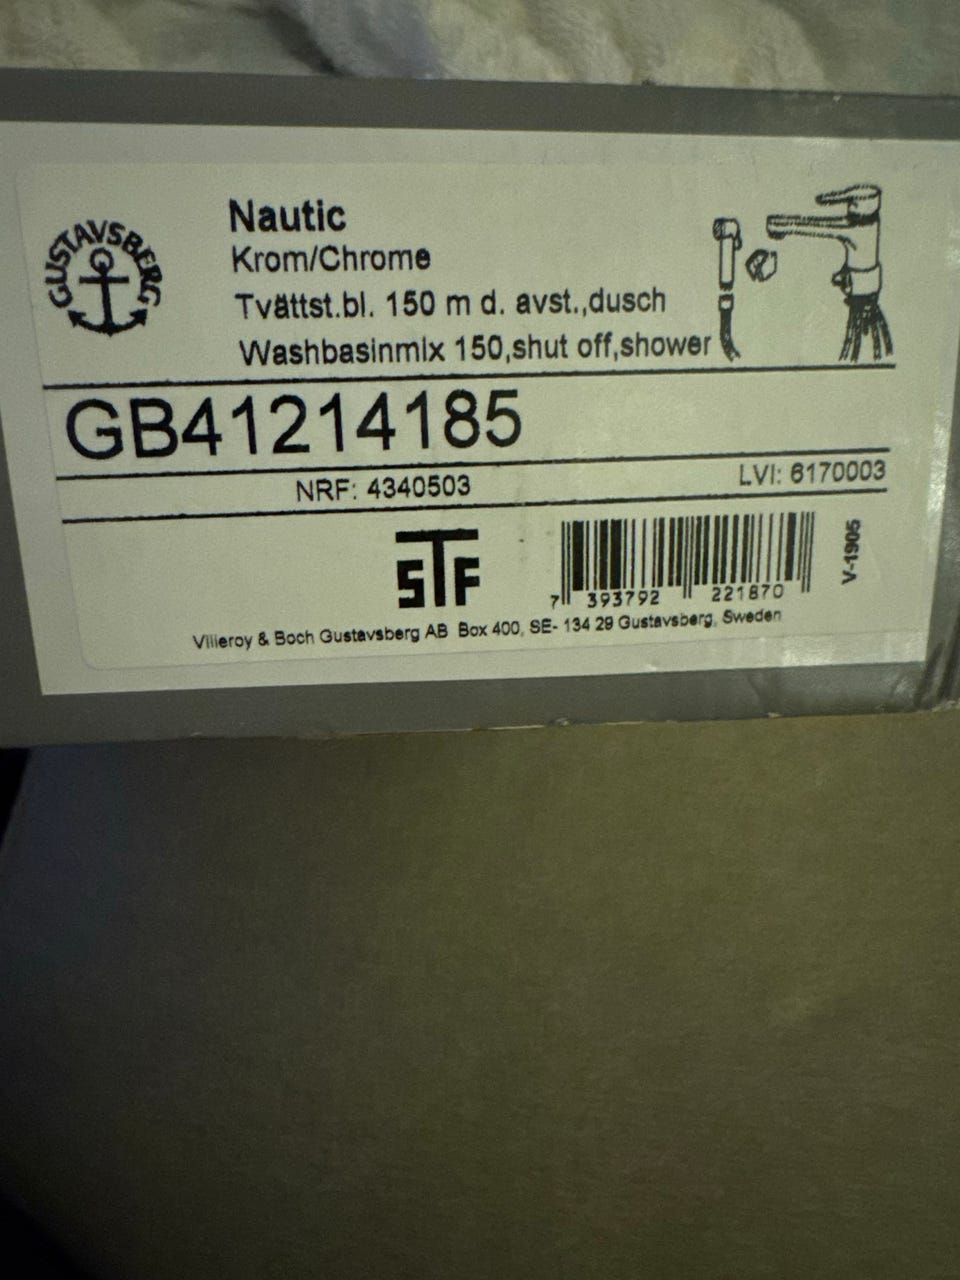 GUSTAVSBERG
Nautic
Krom/Chrome
Tvättst.bl. 150 m d. avst.,dusch
Washbasinmix 150,shut off,shower
GB41214185
NRF: 4340503
LVI: 6170003
STF
7 393792 221870
V-1905
Villeroy & Boch Gustavsberg AB Box 400, SE- 134 29 Gustavsberg, Sweden